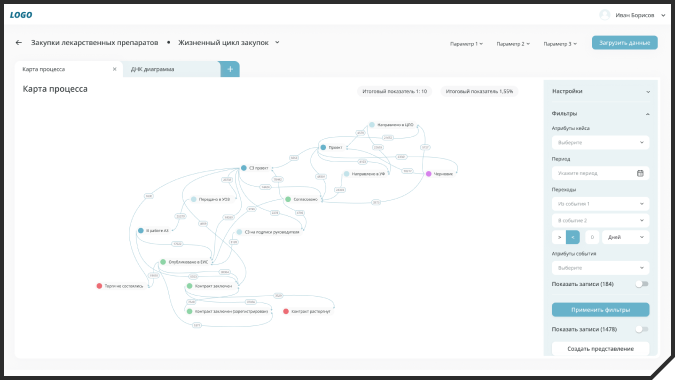 LOGO
Иван Борисов
Закупки лекарственных препаратов • Жизненный цикл закупок
Параметр 1
Параметр 2
Параметр 3
Загрузить данные
Карта процесса
ДНК диаграмма
Карта процесса
Итоговый показатель 1: 10
Итоговый показатель 1,55%
Направлено в ЦЕО
Проект
СЗ проект
Направлено в УФ
Черновик
Передано в УОЗ
Согласовано
В работе АЗ
СЗ на подписи руководителя
Опубликовано в ЕИС
Торги не состоялись
Контракт заключен
Контракт заключен (зарегистрирован)
Контракт расторгнут
Настройки
Фильтры
Атрибуты кейса
Выберите
Период
Укажите период
Переходы
Из события 1
В события 2
>
<
0
Дней
Атрибуты события
Выберите
Показать записи (184)
Применить фильтры
Показать записи (1478)
Создать представление